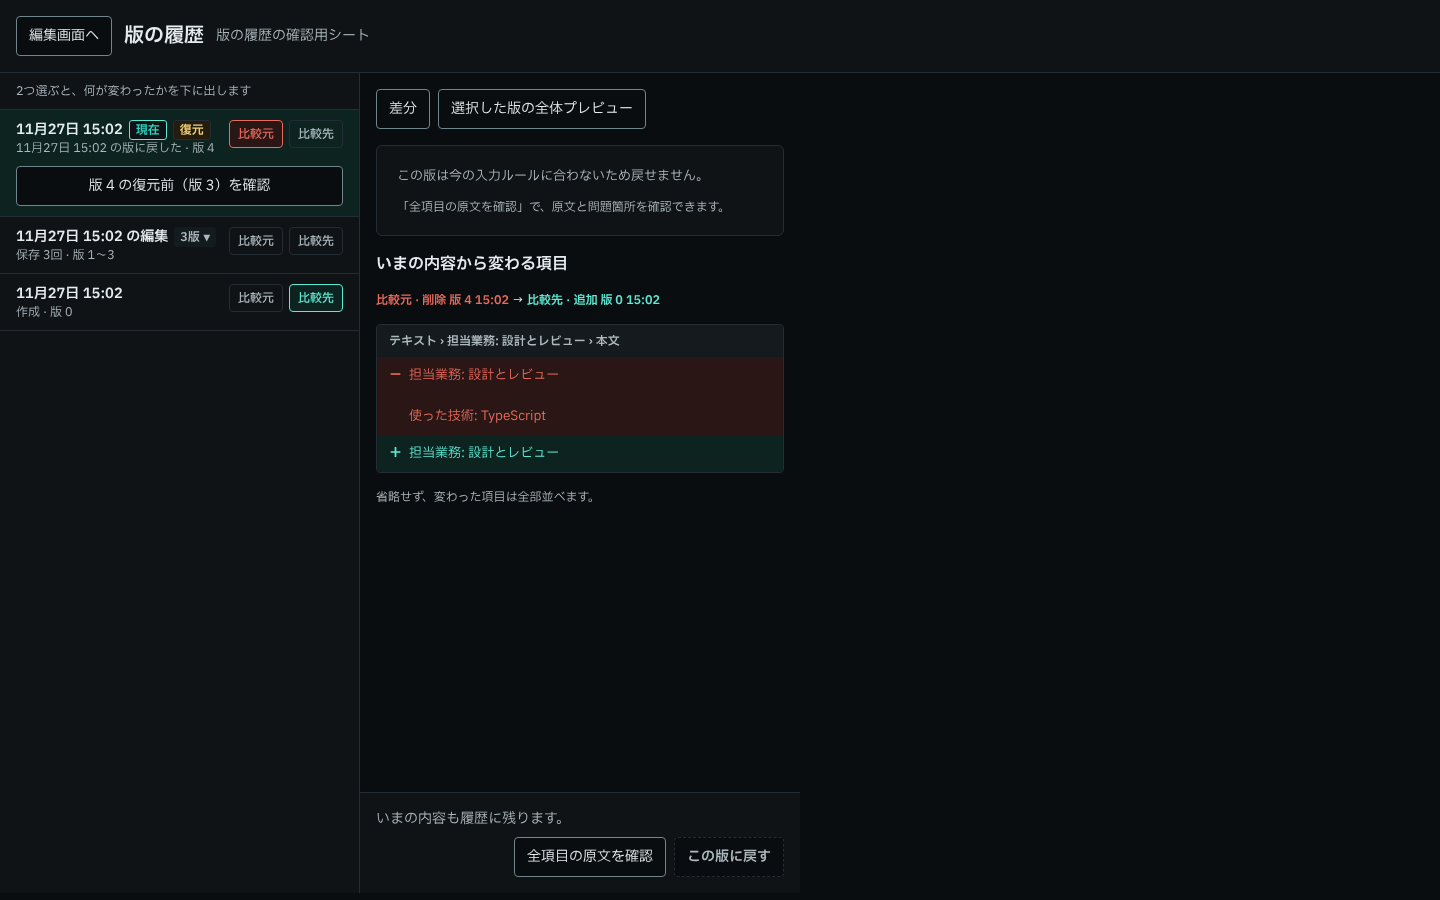 編集画面へ
版の履歴
版の履歴の確認用シート
2つ選ぶと、何が変わったかを下に出します
11月27日 15:02 現在 復元
比較元 比較先
11月27日 15:02 の版に戻した · 版 4
版 4 の復元前（版 3）を確認
11月27日 15:02 の編集 3版 ▾
比較元 比較先
保存 3回 · 版 1〜3
11月27日 15:02
比較元 比較先
作成 · 版 0
差分
選択した版の全体プレビュー
この版は今の入力ルールに合わないため戻せません。
「全項目の原文を確認」で、原文と問題箇所を確認できます。
いまの内容から変わる項目
比較元 · 削除 版 4 15:02 → 比較先 · 追加 版 0 15:02
テキスト › 担当業務: 設計とレビュー › 本文
− 担当業務: 設計とレビュー
使った技術: TypeScript
+ 担当業務: 設計とレビュー
省略せず、変わった項目は全部並べます。
いまの内容も履歴に残ります。
全項目の原文を確認
この版に戻す